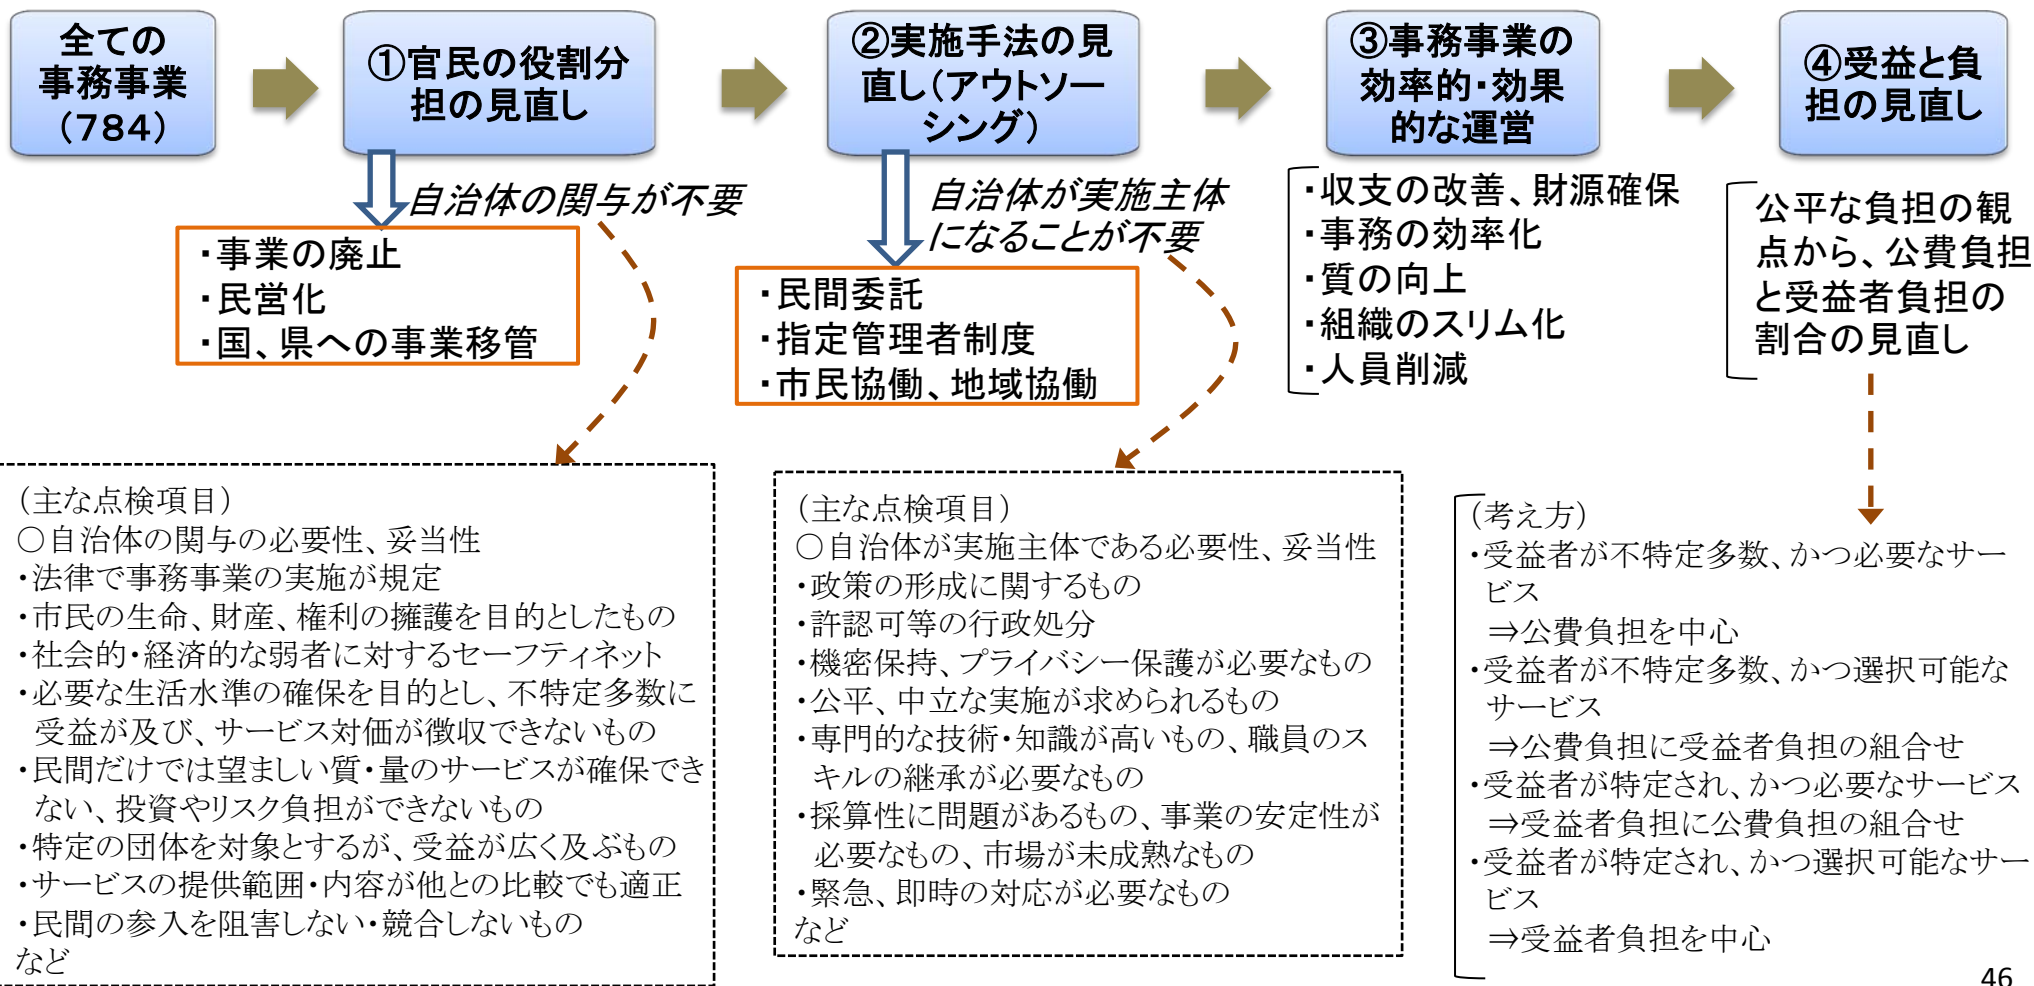 全ての
事務事業
（７８４）
①官民の役割分
担の見直し
②実施手法の見
直し（アウトソー
シング）
③事務事業の
効率的・効果
的な運営
④受益と負
担の見直し
自治体の関与が不要
・事業の廃止
・民営化
・国、県への事業移管
自治体が実施主体
になることが不要
・民間委託
・指定管理者制度
・市民協働、地域協働
・収支の改善、財源確保
・事務の効率化
・質の向上
・組織のスリム化
・人員削減
公平な負担の観
点から、公費負担
と受益者負担の
割合の見直し
（主な点検項目）
○自治体の関与の必要性、妥当性
・法律で事務事業の実施が規定
・市民の生命、財産、権利の擁護を目的としたもの
・社会的・経済的な弱者に対するセーフティネット
・必要な生活水準の確保を目的とし、不特定多数に
受益が及び、サービス対価が徴収できないもの
・民間だけでは望ましい質・量のサービスが確保でき
ない、投資やリスク負担ができないもの
・特定の団体を対象とするが、受益が広く及ぶもの
・サービスの提供範囲・内容が他との比較でも適正
・民間の参入を阻害しない・競合しないもの
など
（主な点検項目）
○自治体が実施主体である必要性、妥当性
・政策の形成に関するもの
・許認可等の行政処分
・機密保持、プライバシー保護が必要なもの
・公平、中立な実施が求められるもの
・専門的な技術・知識が高いもの、職員のス
キルの継承が必要なもの
・採算性に問題があるもの、事業の安定性が
必要なもの、市場が未成熟なもの
・緊急、即時の対応が必要なもの
など
（考え方）
・受益者が不特定多数、かつ必要なサー
ビス
⇒公費負担を中心
・受益者が不特定多数、かつ選択可能な
サービス
⇒公費負担に受益者負担の組合せ
・受益者が特定され、かつ必要なサービス
⇒受益者負担に公費負担の組合せ
・受益者が特定され、かつ選択可能なサー
ビス
⇒受益者負担を中心
46